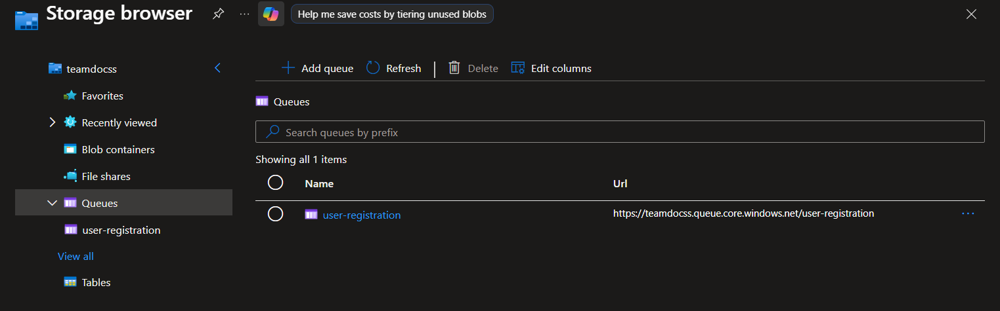 Storage browser
Help me save costs by tiering unused blobs
teamdocss
Favorites
Recently viewed
Blob containers
File shares
Queues
user-registration
View all
Tables
Add queue Refresh Delete Edit columns
Queues
Search queues by prefix
Showing all 1 items
Name Url
user-registration https://teamdocss.queue.core.windows.net/user-registration